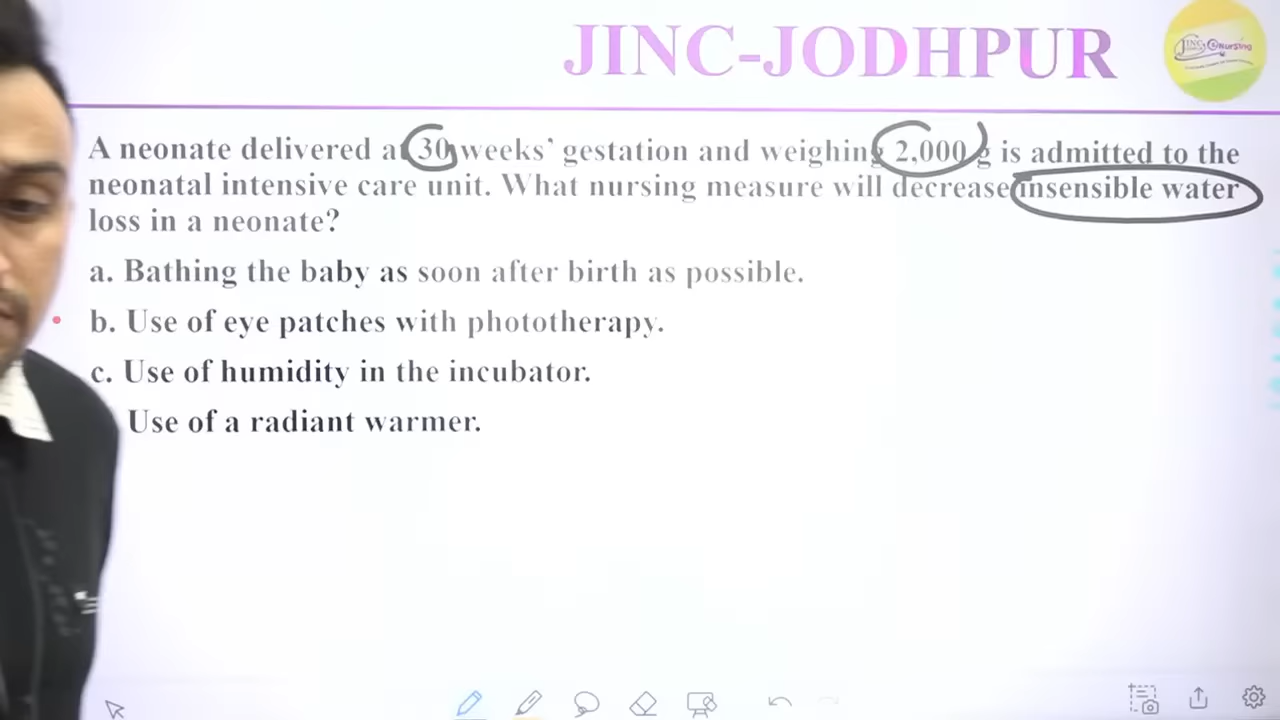 JINC-JODHPUR
JINC eNursing
A neonate delivered at 30 weeks' gestation and weighing 2,000 g is admitted to the
neonatal intensive care unit. What nursing measure will decrease insensible water
loss in a neonate?
a. Bathing the baby as soon after birth as possible.
b. Use of eye patches with phototherapy.
c. Use of humidity in the incubator.
Use of a radiant warmer.